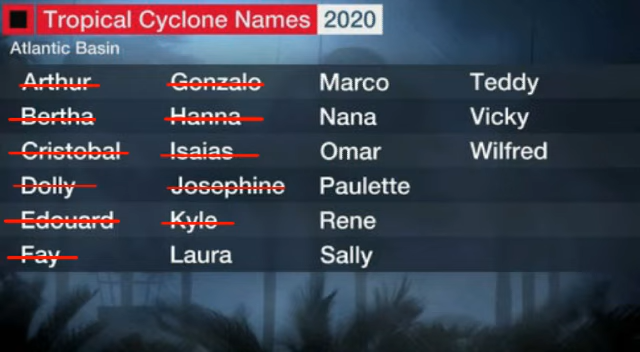 Tropical Cyclone Names 2020
Atlantic Basin
Arthur Gonzalo Marco Teddy
Bertha Hanna Nana Vicky
Cristobal Isaias Omar Wilfred
Dolly Josephine Paulette
Edouard Kyle Rene
Fay Laura Sally